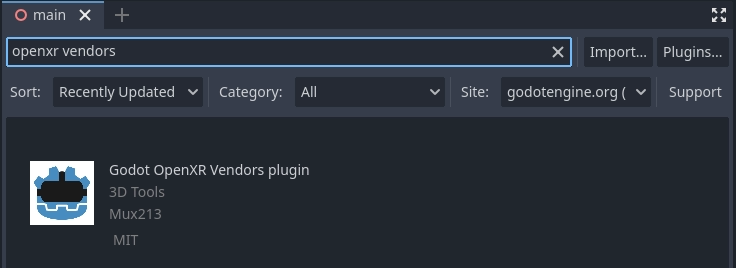 main
openxr vendors
Import... Plugins...
Sort: Recently Updated Category: All Site: godotengine.org ( Support
Godot OpenXR Vendors plugin
3D Tools
Mux213
MIT